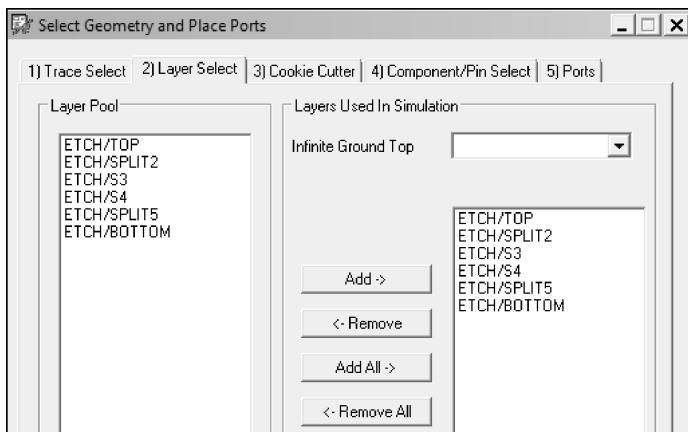 Select Geometry and Place Ports
1) Trace Select 2) Layer Select 3) Cookie Cutter 4) Component/Pin Select 5) Ports
Layer Pool
ETCH/TOP
ETCH/SPLIT2
ETCH/S3
ETCH/S4
ETCH/SPLIT5
ETCH/BOTTOM
Layers Used In Simulation
Infinite Ground Top
Add ->
<- Remove
Add All ->
<- Remove All
ETCH/TOP
ETCH/SPLIT2
ETCH/S3
ETCH/S4
ETCH/SPLIT5
ETCH/BOTTOM